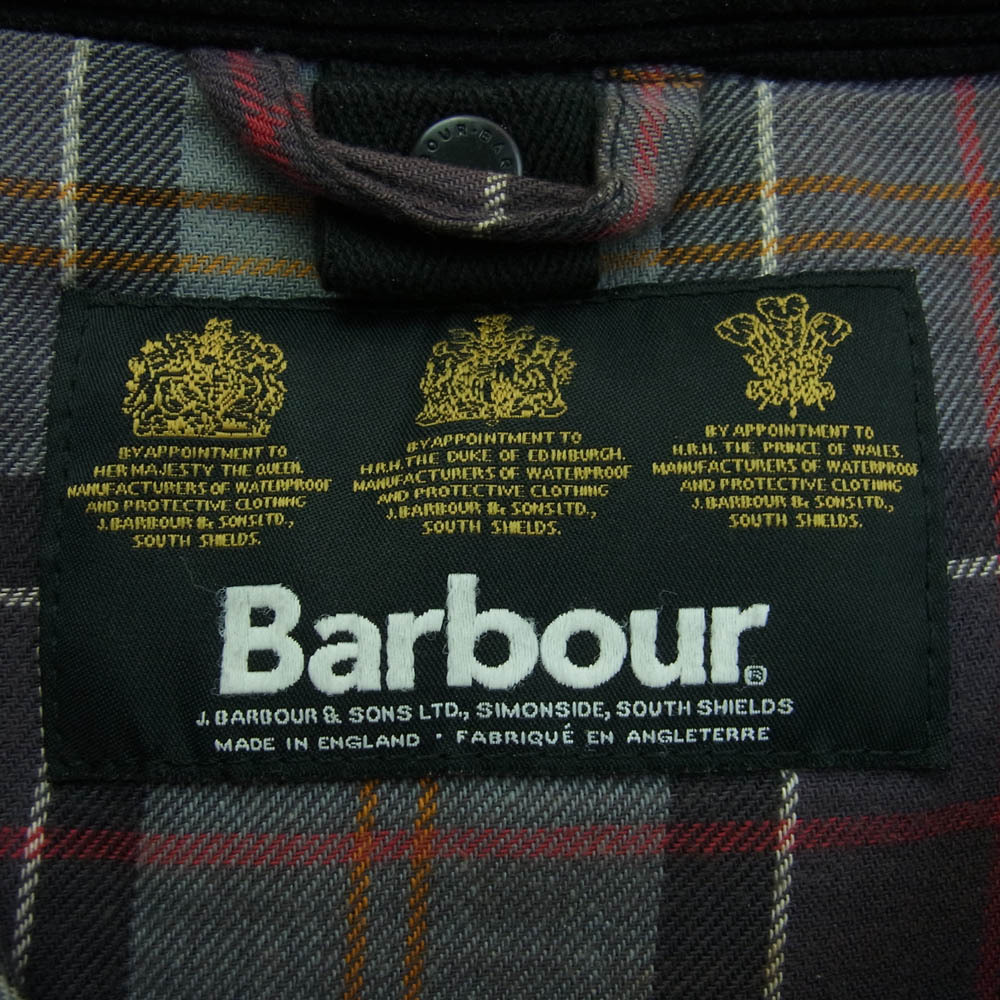 OUR·BAR
BY APPOINTMENT TO
HER MAJESTY THE QUEEN.
MANUFACTURERS OF WATERPROOF
AND PROTECTIVE CLOTHING
J. BARBOUR & SONS LTD.,
SOUTH SHIELDS.
BY APPOINTMENT TO
H.R.H. THE DUKE OF EDINBURGH.
MANUFACTURERS OF WATERPROOF
AND PROTECTIVE CLOTHING
J. BARBOUR & SONS LTD.,
SOUTH SHIELDS.
BY APPOINTMENT TO
H.R.H. THE PRINCE OF WALES.
MANUFACTURERS OF WATERPROOF
AND PROTECTIVE CLOTHING
J. BARBOUR & SONS LTD.,
SOUTH SHIELDS.
Barbour®
J. BARBOUR & SONS LTD., SIMONSIDE, SOUTH SHIELDS
MADE IN ENGLAND · FABRIQUÉ EN ANGLETERRE